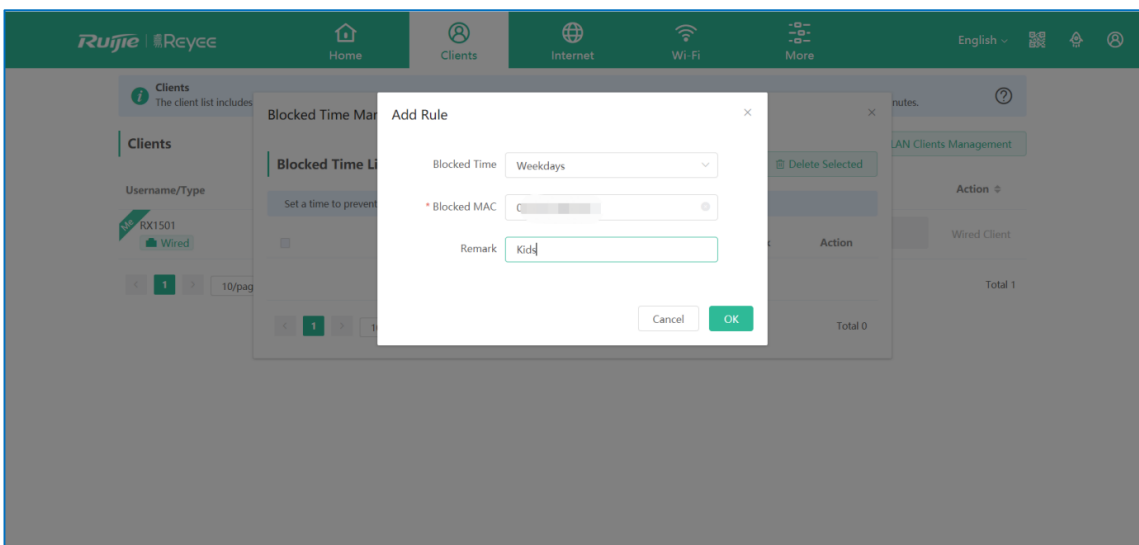 Ruijie | Reyee
Home
Clients
Internet
Wi-Fi
More
English
Clients
The client list includes
nutes.
Clients
LAN Clients Management
Username/Type
Action
Me
RX1501
Wired
Wired Client
1
10/pag
Total 1
Blocked Time Mar
Blocked Time Li
Delete Selected
Set a time to prevent
Action
1
Total 0
Add Rule
Blocked Time
Weekdays
* Blocked MAC
Remark
Kids
Cancel
OK